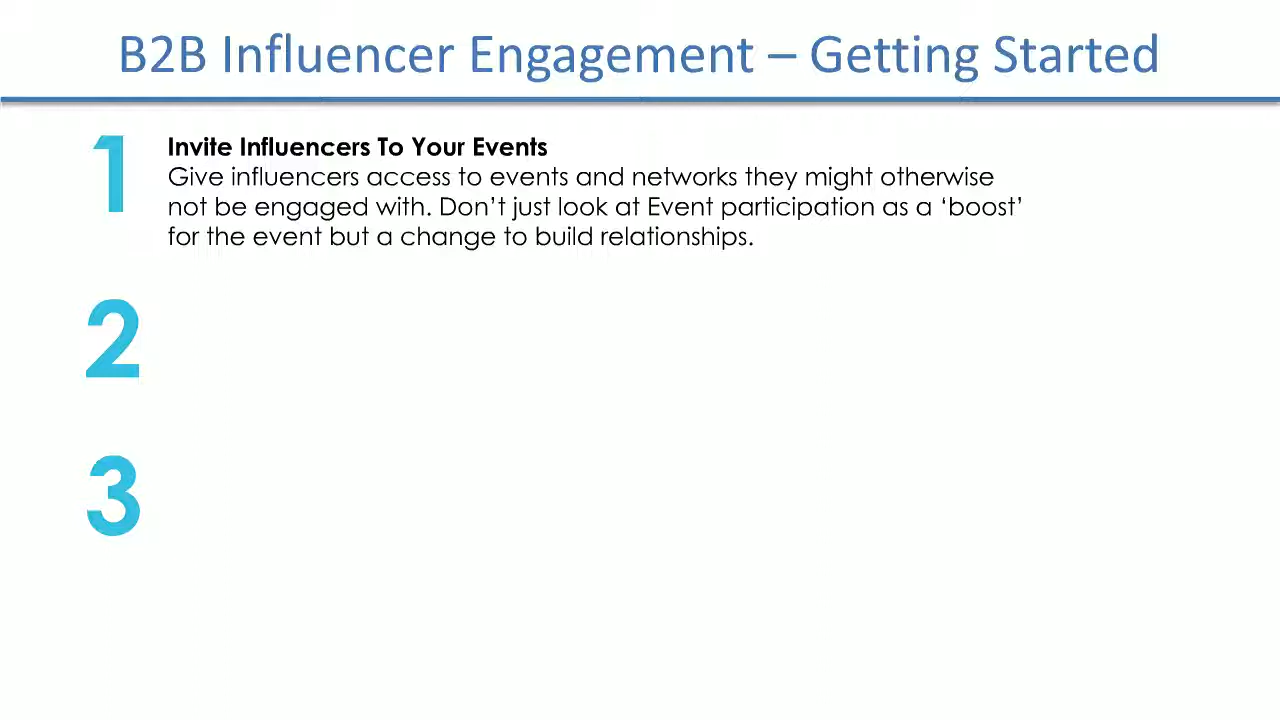 B2B Influencer Engagement – Getting Started
1
Invite Influencers To Your Events
Give influencers access to events and networks they might otherwise
not be engaged with. Don’t just look at Event participation as a ‘boost’
for the event but a change to build relationships.
2
3